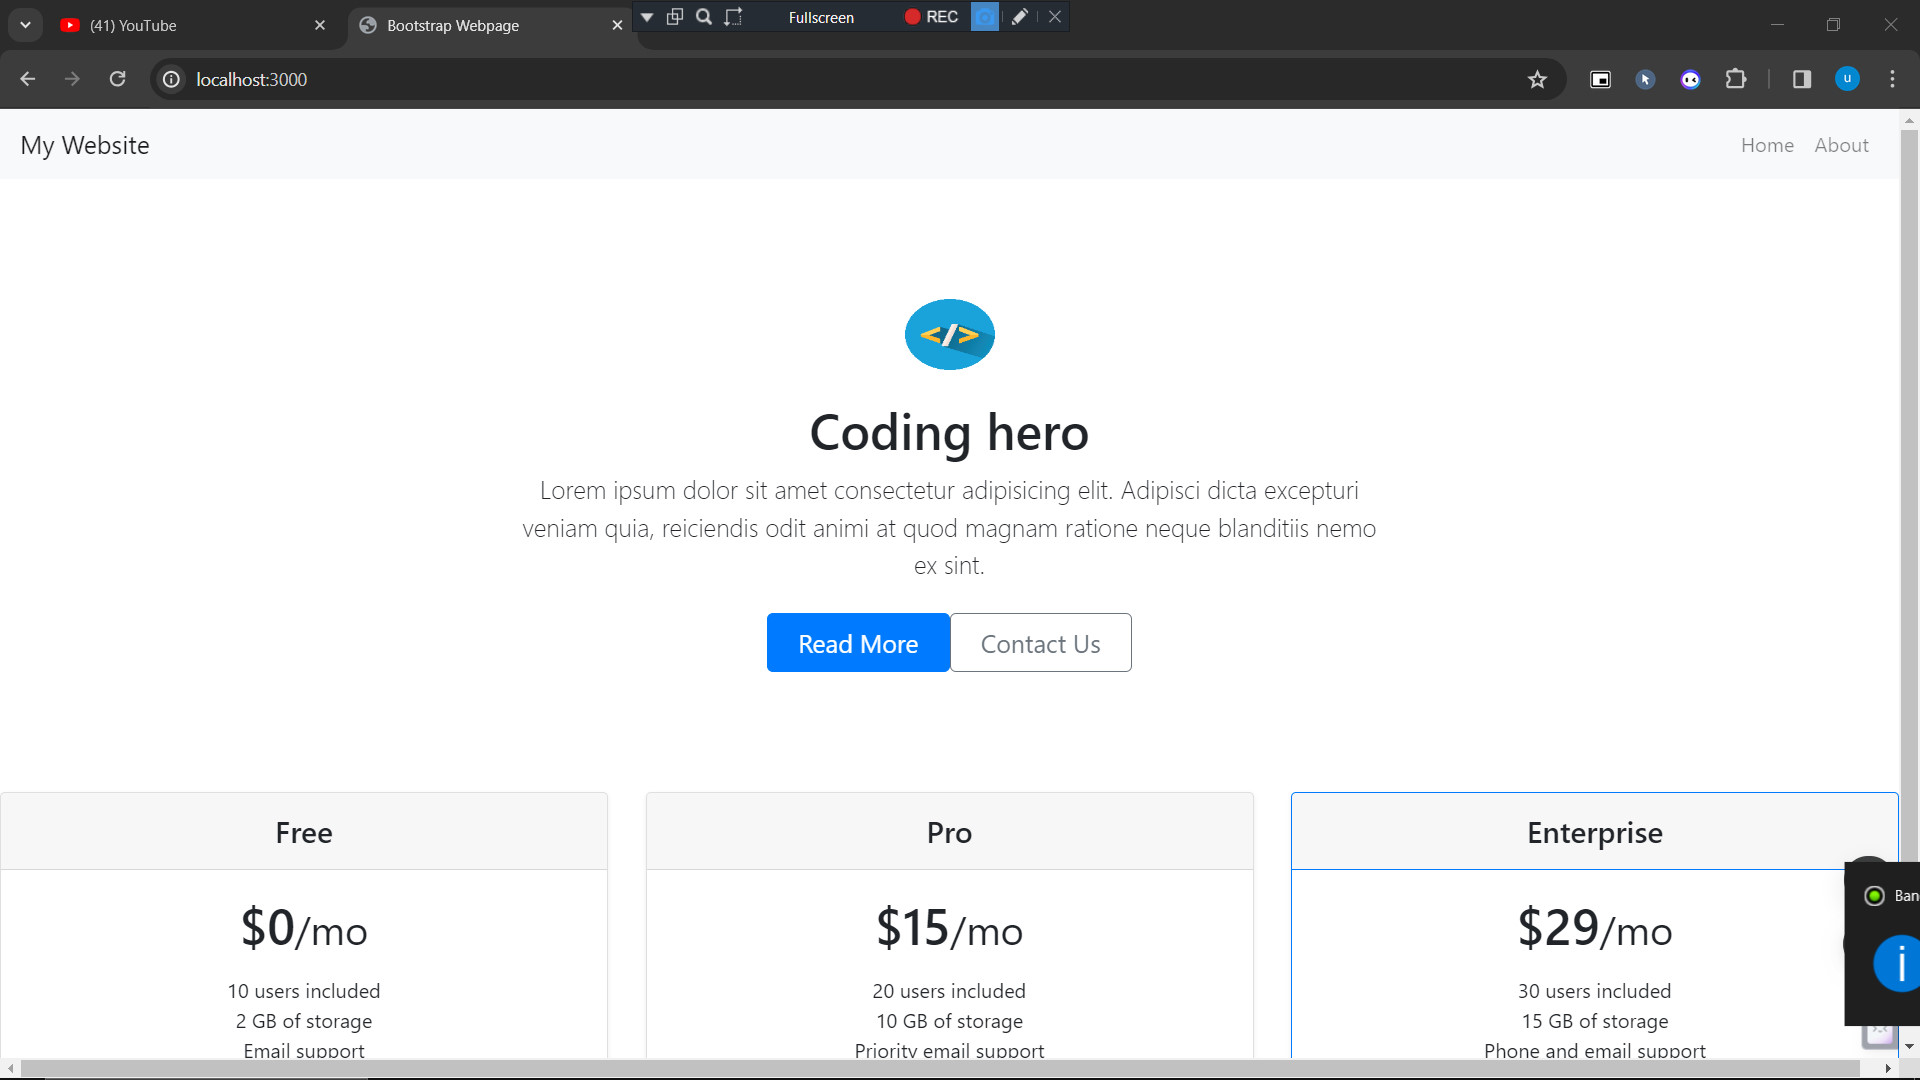 (41) YouTube
Bootstrap Webpage
Fullscreen
REC
localhost:3000
u
My Website
Home
About
</>
Coding hero
Lorem ipsum dolor sit amet consectetur adipisicing elit. Adipisci dicta excepturi
veniam quia, reiciendis odit animi at quod magnam ratione neque blanditiis nemo
ex sint.
Read More
Contact Us
Free
Pro
Enterprise
$0/mo
$15/mo
$29/mo
10 users included
20 users included
30 users included
2 GB of storage
10 GB of storage
15 GB of storage
Email support
Priority email support
Phone and email support
Ban
i